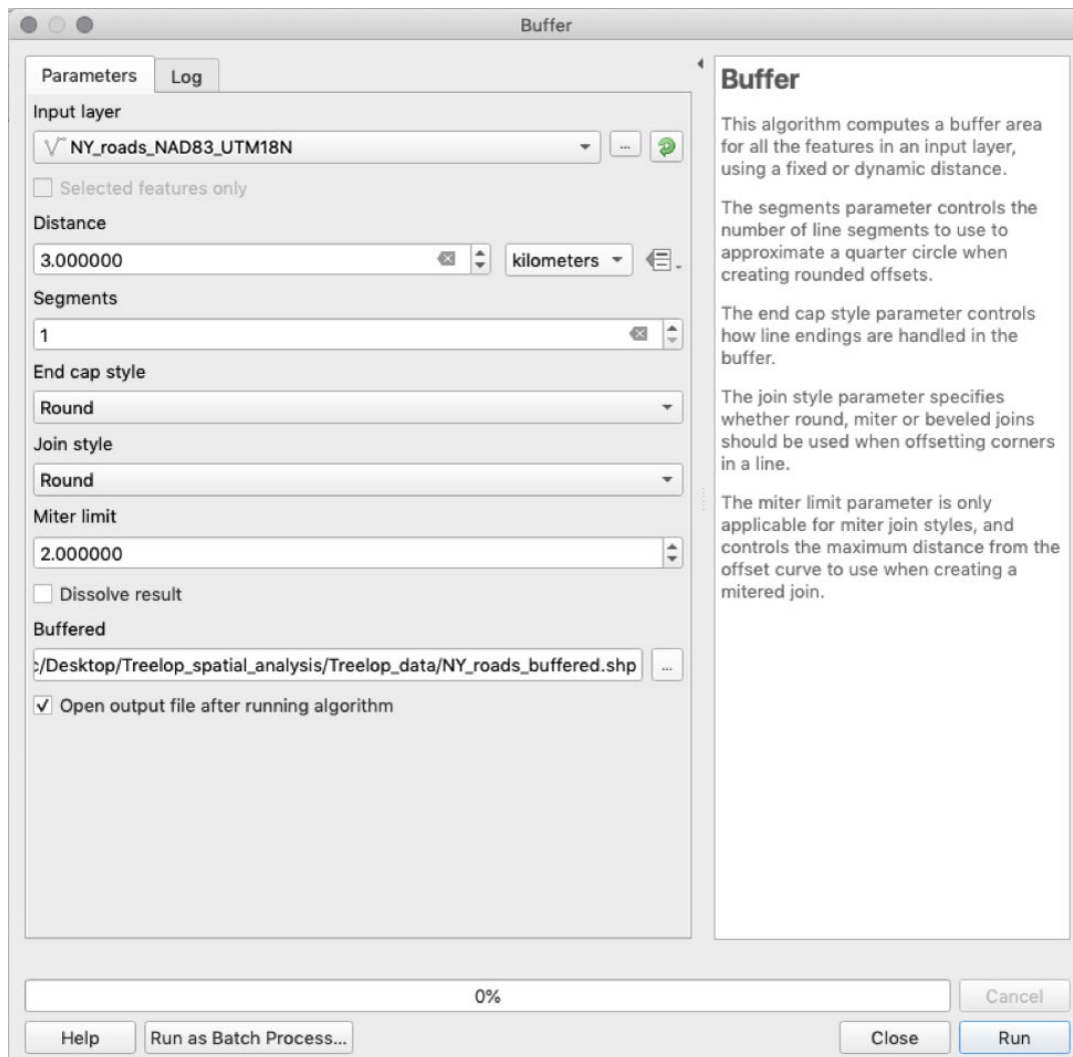 Buffer
Parameters
Log
Input layer
NY_roads_NAD83_UTM18N
...
Selected features only
Distance
3.000000
kilometers
Segments
1
End cap style
Round
Join style
Round
Miter limit
2.000000
Dissolve result
Buffered
:/Desktop/Treelop_spatial_analysis/Treelop_data/NY_roads_buffered.shp
...
Open output file after running algorithm
Buffer
This algorithm computes a buffer area
for all the features in an input layer,
using a fixed or dynamic distance.
The segments parameter controls the
number of line segments to use to
approximate a quarter circle when
creating rounded offsets.
The end cap style parameter controls
how line endings are handled in the
buffer.
The join style parameter specifies
whether round, miter or beveled joins
should be used when offsetting corners
in a line.
The miter limit parameter is only
applicable for miter join styles, and
controls the maximum distance from the
offset curve to use when creating a
mitered join.
0%
Cancel
Help
Run as Batch Process...
Close
Run